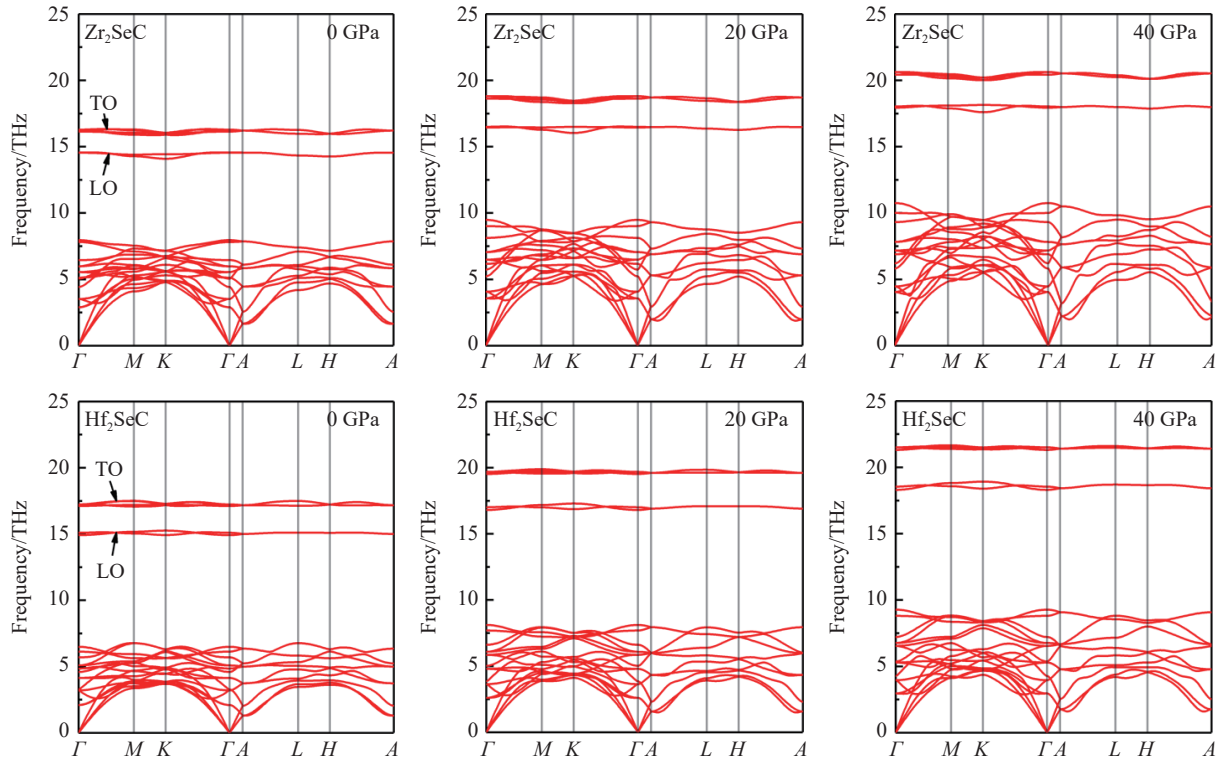 Zr₂SeC 0 GPa
25
20
15
10
5
0
Frequency/THz
TO
LO
Γ M K Γ A L H A
Zr₂SeC 20 GPa
25
20
15
10
5
0
Frequency/THz
Γ M K Γ A L H A
Zr₂SeC 40 GPa
25
20
15
10
5
0
Frequency/THz
Γ M K Γ A L H A
Hf₂SeC 0 GPa
25
20
15
10
5
0
Frequency/THz
TO
LO
Γ M K Γ A L H A
Hf₂SeC 20 GPa
25
20
15
10
5
0
Frequency/THz
Γ M K Γ A L H A
Hf₂SeC 40 GPa
25
20
15
10
5
0
Frequency/THz
Γ M K Γ A L H A